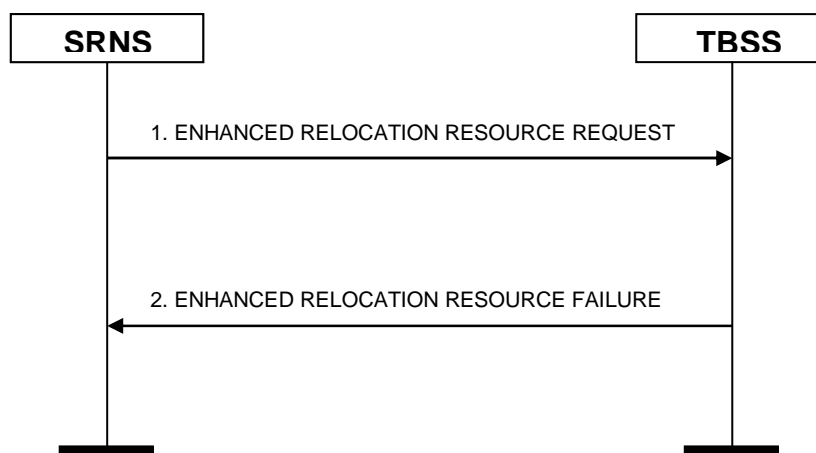 SRNS
TBSS
1. ENHANCED RELOCATION RESOURCE REQUEST
2. ENHANCED RELOCATION RESOURCE FAILURE